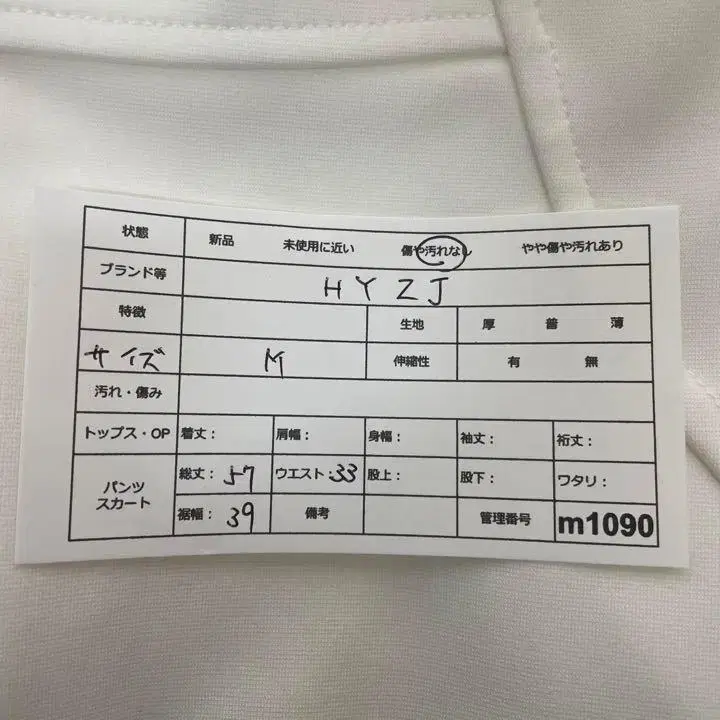 状態 新品 未使用に近い 傷や汚れなし やや傷や汚れあり
ブランド等 HYZJ
特徴 生地 厚 普 薄
サイズ M 伸縮性 有 無
汚れ・傷み
トップス・OP 着丈： 肩幅： 身幅： 袖丈： 裄丈：
パンツ スカート 総丈：57 ウエスト：33 股上： 股下： ワタリ：
裾幅：39 備考 管理番号 m1090